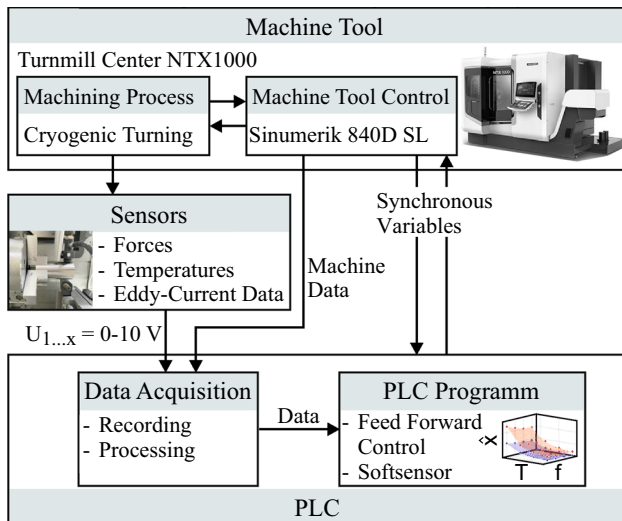 Machine Tool
Turnmill Center NTX1000
Machining Process
Cryogenic Turning
Machine Tool Control
Sinumerik 840D SL
NTX 1000
Sensors
- Forces
- Temperatures
- Eddy-Current Data
Synchronous
Variables
Machine
Data
U1...x = 0-10 V
Data Acquisition
- Recording
- Processing
Data
PLC Programm
- Feed Forward
Control
- Softsensor
x̂
T
f
PLC